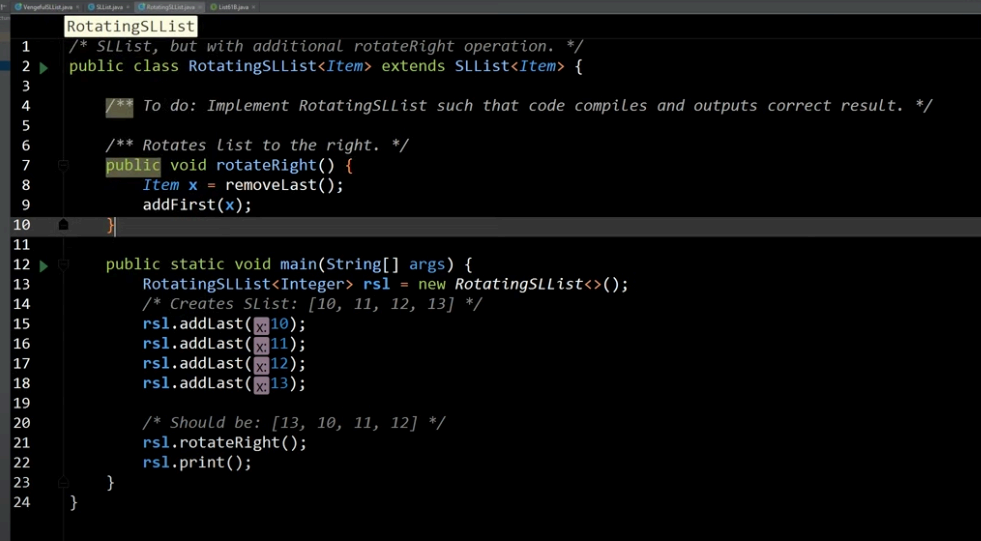 VengefulSLList.java × SLList.java × RotatingSLList.java × List61B.java ×
RotatingSLList
1 /* SLList, but with additional rotateRight operation. */
2 public class RotatingSLList<Item> extends SLList<Item> {
3
4 /** To do: Implement RotatingSLList such that code compiles and outputs correct result. */
5
6 /** Rotates list to the right. */
7 public void rotateRight() {
8 Item x = removeLast();
9 addFirst(x);
10 }
11
12 public static void main(String[] args) {
13 RotatingSLList<Integer> rsl = new RotatingSLList<>();
14 /* Creates SList: [10, 11, 12, 13] */
15 rsl.addLast( x: 10);
16 rsl.addLast( x: 11);
17 rsl.addLast( x: 12);
18 rsl.addLast( x: 13);
19
20 /* Should be: [13, 10, 11, 12] */
21 rsl.rotateRight();
22 rsl.print();
23 }
24 }